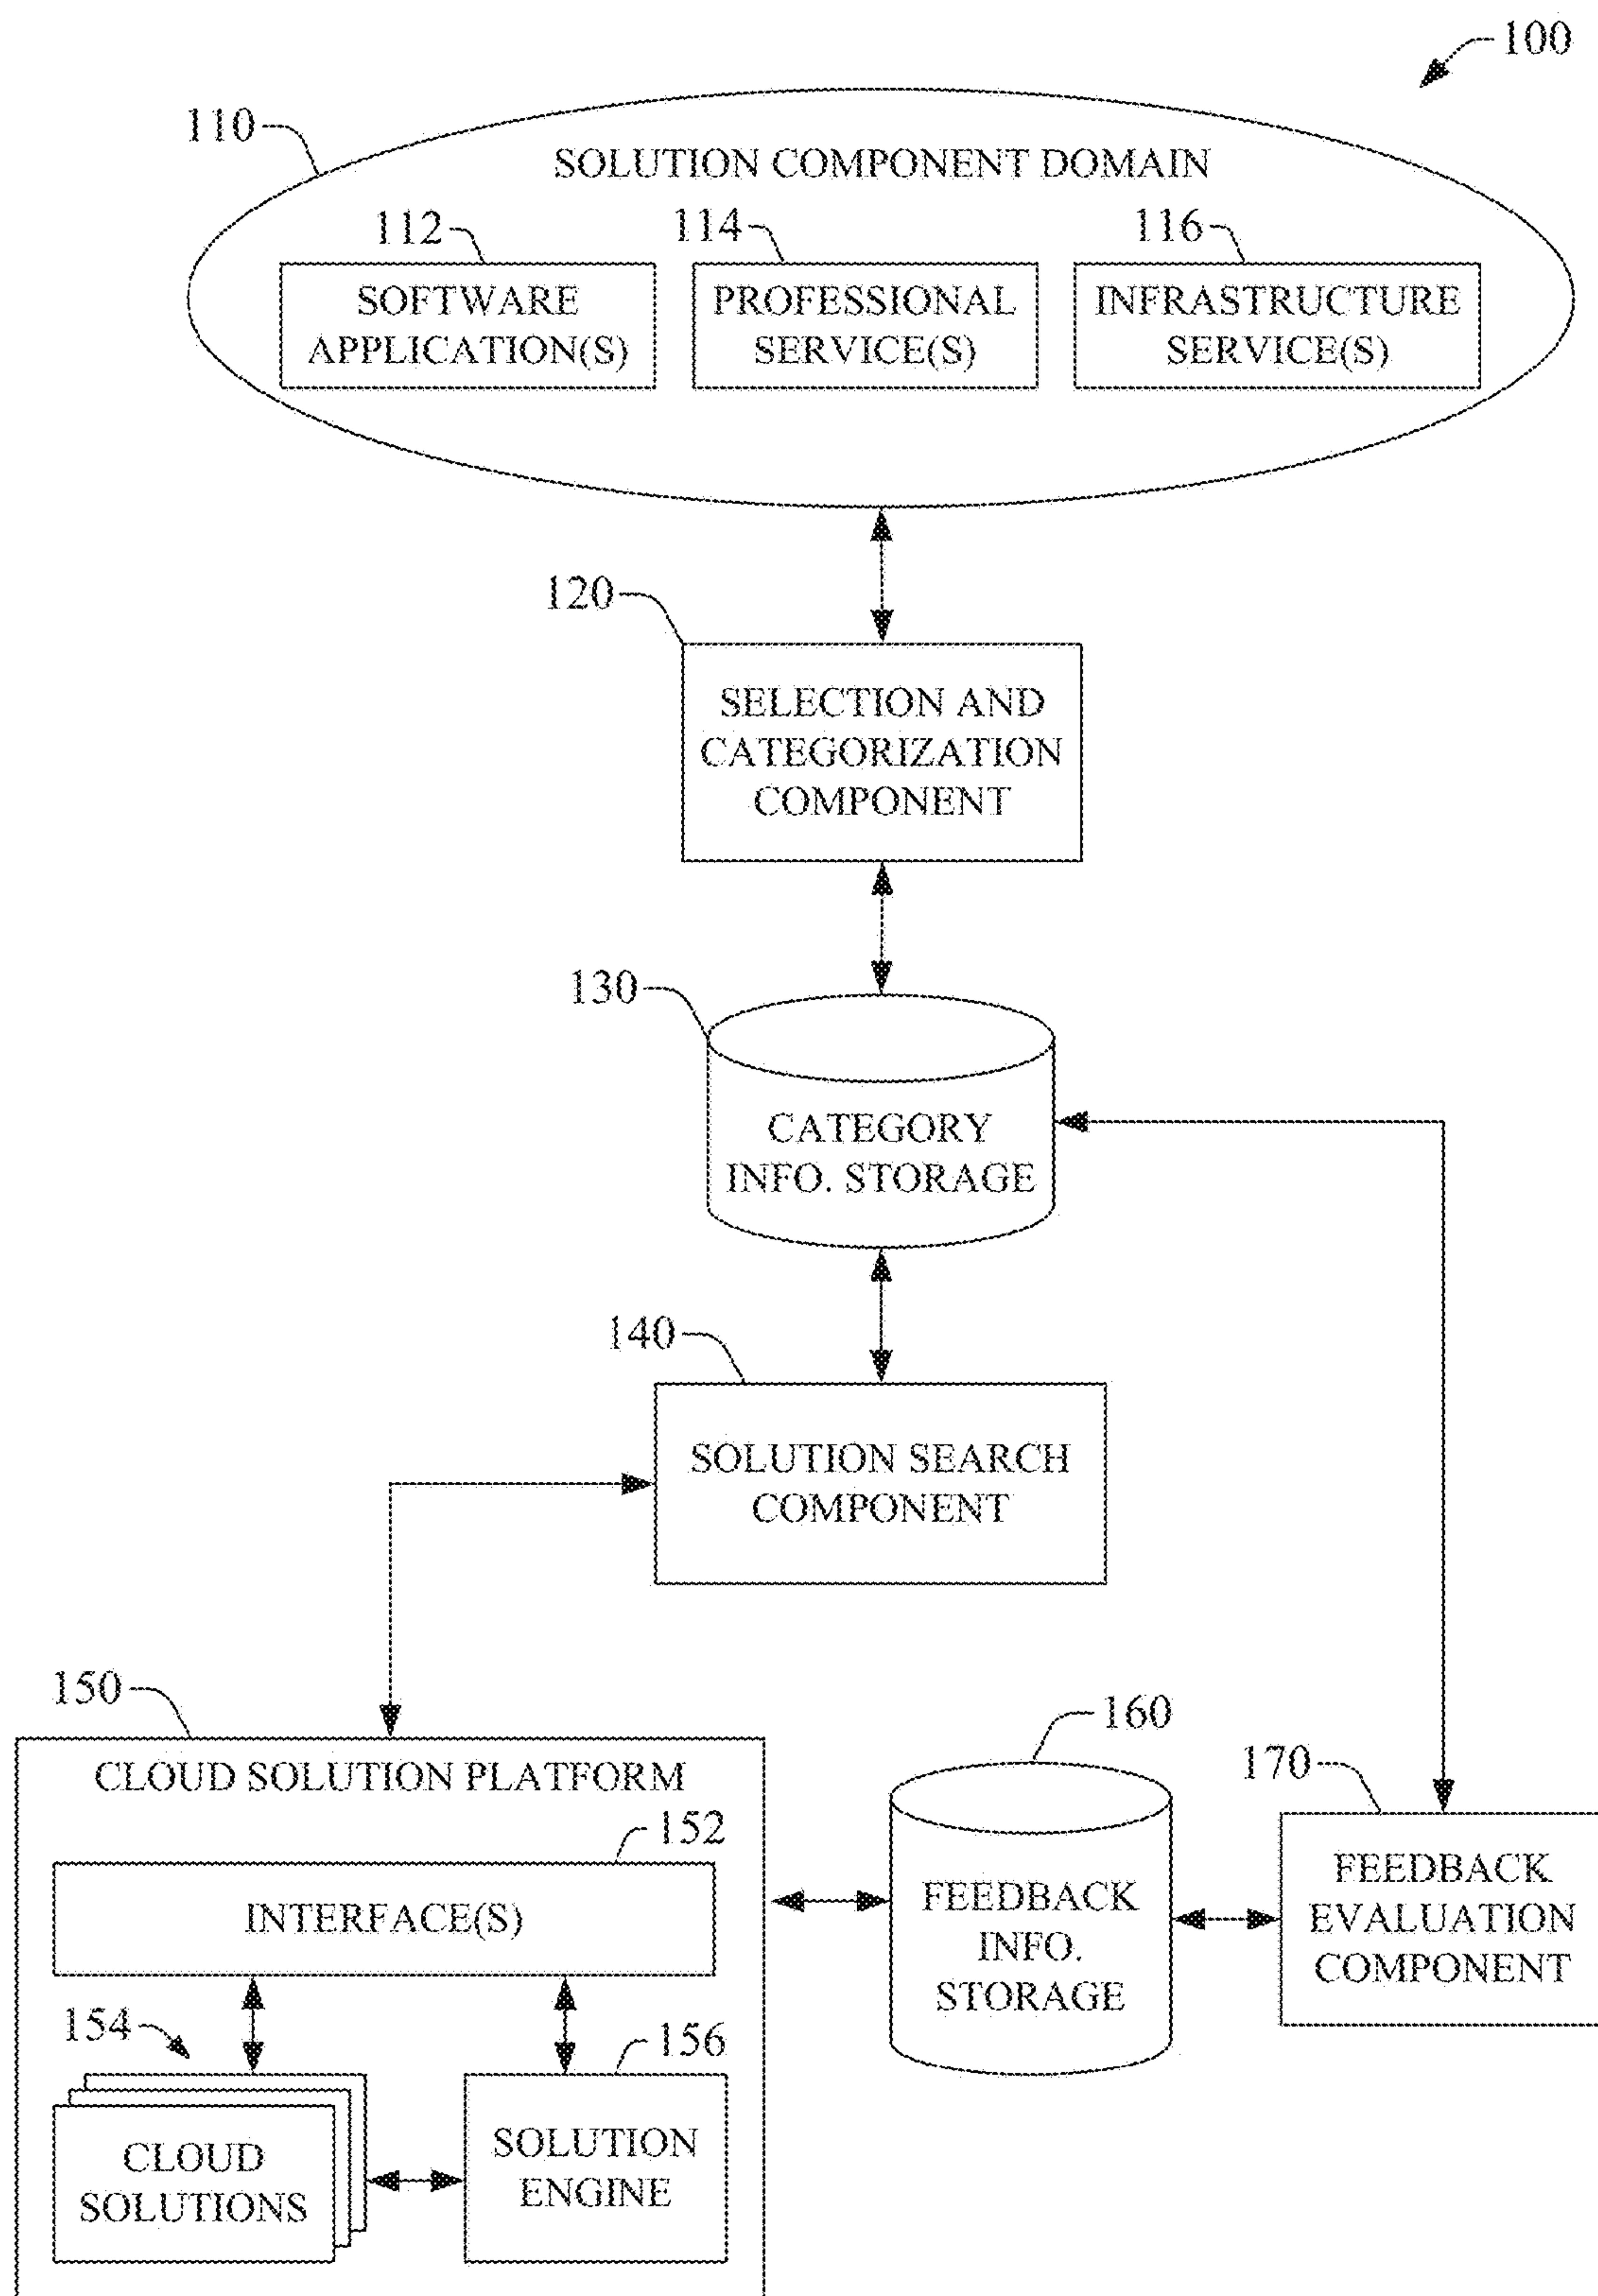 100
110
SOLUTION COMPONENT DOMAIN
112
114
116
SOFTWARE
APPLICATION(S)
PROFESSIONAL
SERVICE(S)
INFRASTRUCTURE
SERVICE(S)
120
SELECTION AND
CATEGORIZATION
COMPONENT
130
CATEGORY
INFO. STORAGE
140
SOLUTION SEARCH
COMPONENT
150
CLOUD SOLUTION PLATFORM
152
INTERFACE(S)
154
156
CLOUD
SOLUTIONS
SOLUTION
ENGINE
160
FEEDBACK
INFO.
STORAGE
170
FEEDBACK
EVALUATION
COMPONENT